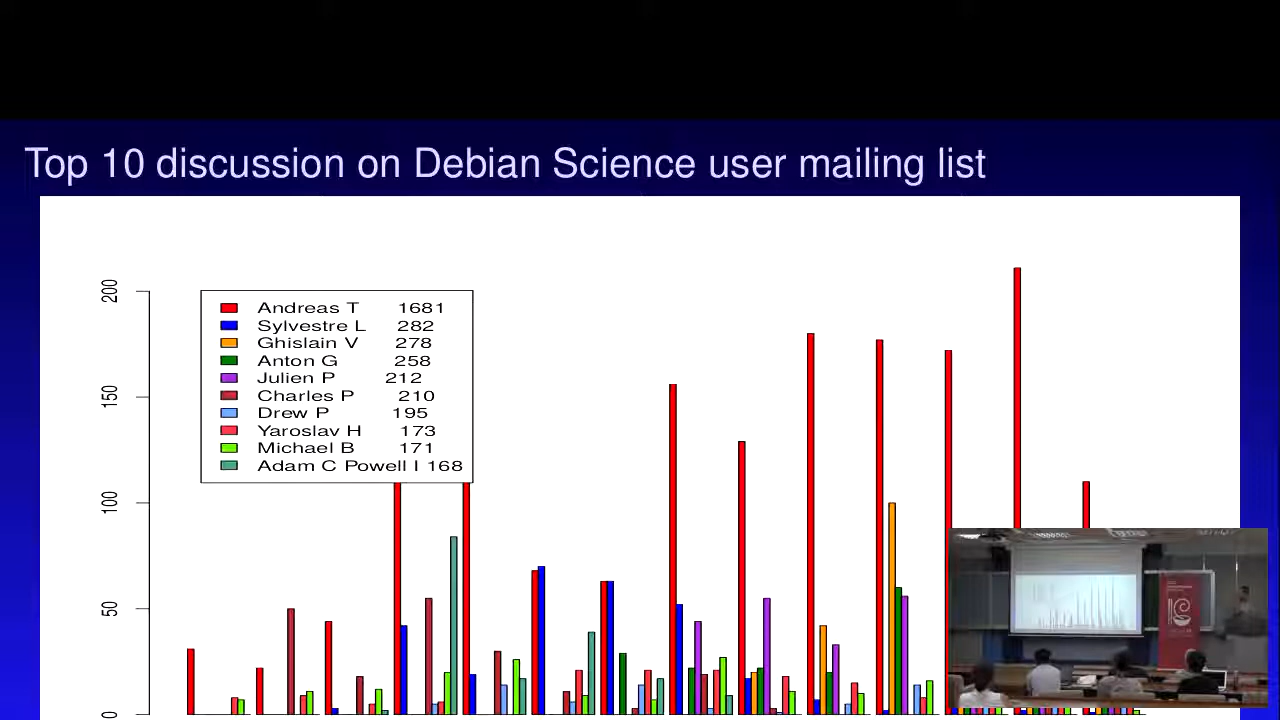 Top 10 discussion on Debian Science user mailing list
200
150
100
50
0
Andreas T 1681
Sylvestre L 282
Ghislain V 278
Anton G 258
Julien P 212
Charles P 210
Drew P 195
Yaroslav H 173
Michael B 171
Adam C Powell I 168